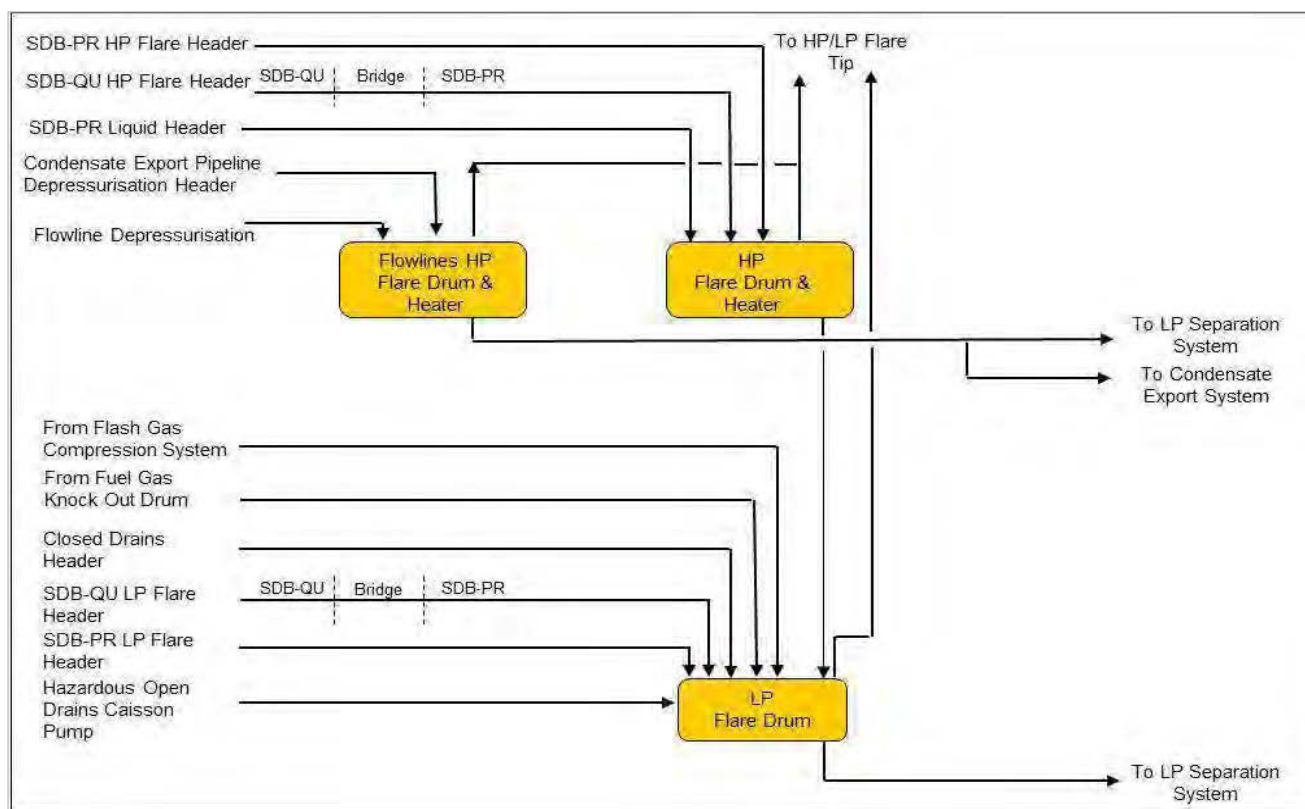 SDB-PR HP Flare Header
To HP/LP Flare
Tip
SDB-QU HP Flare Header
SDB-QU
Bridge
SDB-PR
SDB-PR Liquid Header
Condensate Export Pipeline
Depressurisation Header
Flowline Depressurisation
Flowlines HP
Flare Drum &
Heater
HP
Flare Drum &
Heater
To LP Separation
System
To Condensate
Export System
From Flash Gas
Compression System
From Fuel Gas
Knock Out Drum
Closed Drains
Header
SDB-QU LP Flare
Header
SDB-QU
Bridge
SDB-PR
SDB-PR LP Flare
Header
Hazardous Open
Drains Caisson
Pump
LP
Flare Drum
To LP Separation
System